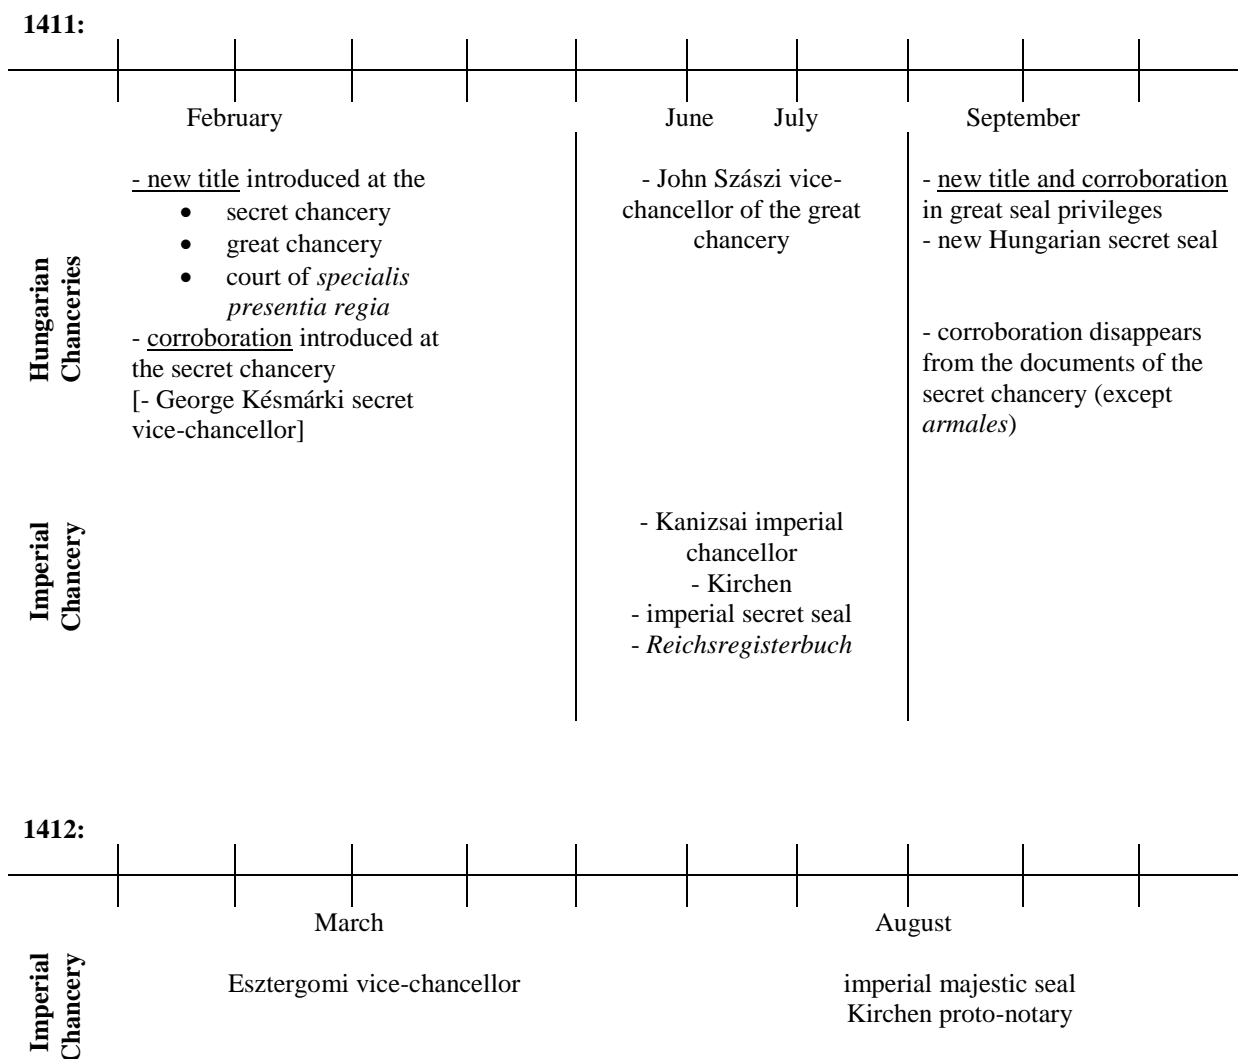 1411:
February
June
July
September
Hungarian
Chanceries
- new title introduced at the
• secret chancery
• great chancery
• court of specialis
presentia regia
- corroboration introduced at
the secret chancery
[- George Késmárki secret
vice-chancellor]
- John Szászi vice-
chancellor of the great
chancery
- new title and corroboration
in great seal privileges
- new Hungarian secret seal
- corroboration disappears
from the documents of the
secret chancery (except
armales)
Imperial
Chancery
- Kanizsai imperial
chancellor
- Kirchen
- imperial secret seal
- Reichsregisterbuch
1412:
March
August
Imperial
Chancery
Esztergomi vice-chancellor
imperial majestic seal
Kirchen proto-notary